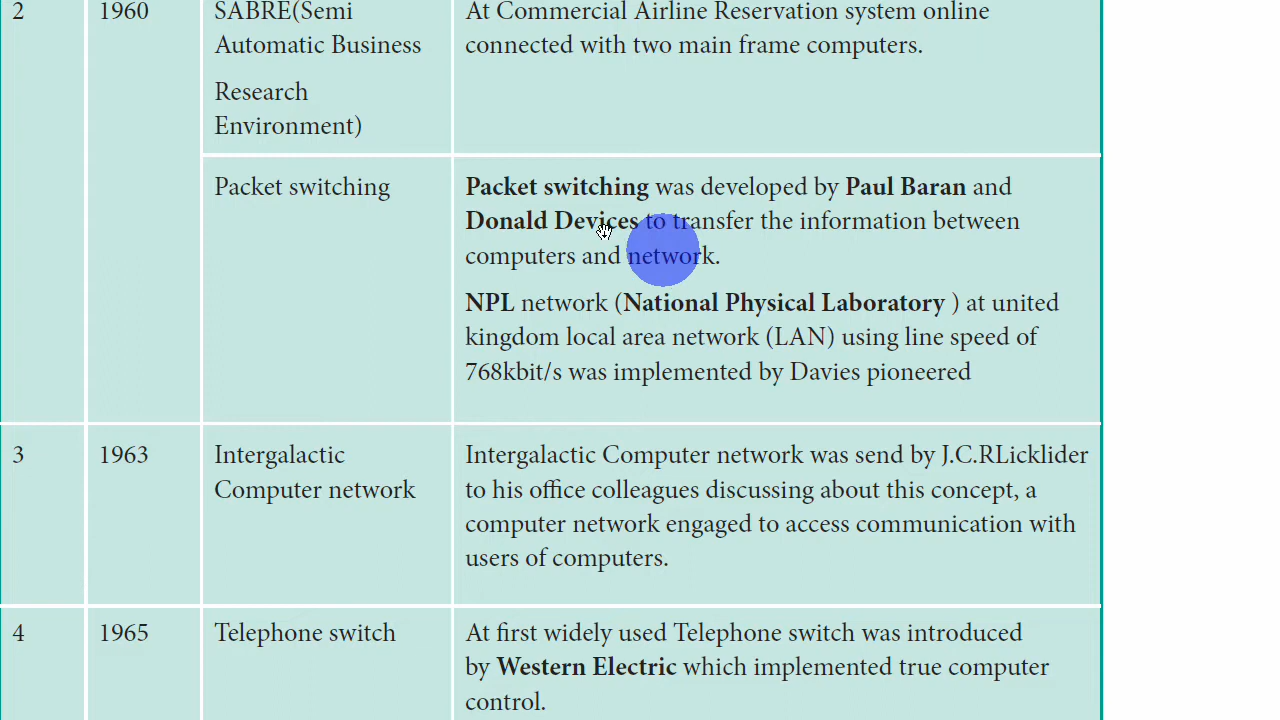 2
1960
SABRE(Semi
Automatic Business
Research
Environment)
At Commercial Airline Reservation system online
connected with two main frame computers.
Packet switching
Packet switching was developed by Paul Baran and
Donald Devices to transfer the information between
computers and network.
NPL network (National Physical Laboratory ) at united
kingdom local area network (LAN) using line speed of
768kbit/s was implemented by Davies pioneered
3
1963
Intergalactic
Computer network
Intergalactic Computer network was send by J.C.RLicklider
to his office colleagues discussing about this concept, a
computer network engaged to access communication with
users of computers.
4
1965
Telephone switch
At first widely used Telephone switch was introduced
by Western Electric which implemented true computer
control.